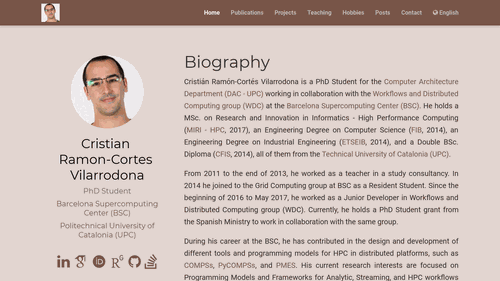 Home Publications Projects Teaching Hobbies Posts Contact English
Cristian
Ramon-Cortes
Vilarrodona
PhD Student
Barcelona Supercomputing
Center (BSC)
Politechnical University of
Catalonia (UPC)
Biography
Cristián Ramón-Cortés Vilarrodona is a PhD Student for the Computer Architecture
Department (DAC - UPC) working in collaboration with the Workflows and Distributed
Computing group (WDC) at the Barcelona Supercomputing Center (BSC). He holds a
MSc. on Research and Innovation in Informatics - High Performance Computing
(MIRI - HPC, 2017), an Engineering Degree on Computer Science (FIB, 2014), an
Engineering Degree on Industrial Engineering (ETSEIB, 2014), and a Double BSc.
Diploma (CFIS, 2014), all of them from the Technical University of Catalonia (UPC).
From 2011 to the end of 2013, he worked as a teacher in a study consultancy. In
2014 he joined to the Grid Computing group at BSC as a Resident Student. Since the
beginning of 2016 to May 2017, he worked as a Junior Developer in Workflows and
Distributed Computing group (WDC). Currently, he holds a PhD Student grant from
the Spanish Ministry to work in collaboration with the same group.
During his career at the BSC, he has contributed in the design and development of
different tools and programming models for HPC in distributed platforms, such as
COMPSs, PyCOMPSs, and PMES. His current research interests are focused on
Programming Models and Frameworks for Analytic, Streaming, and HPC workflows